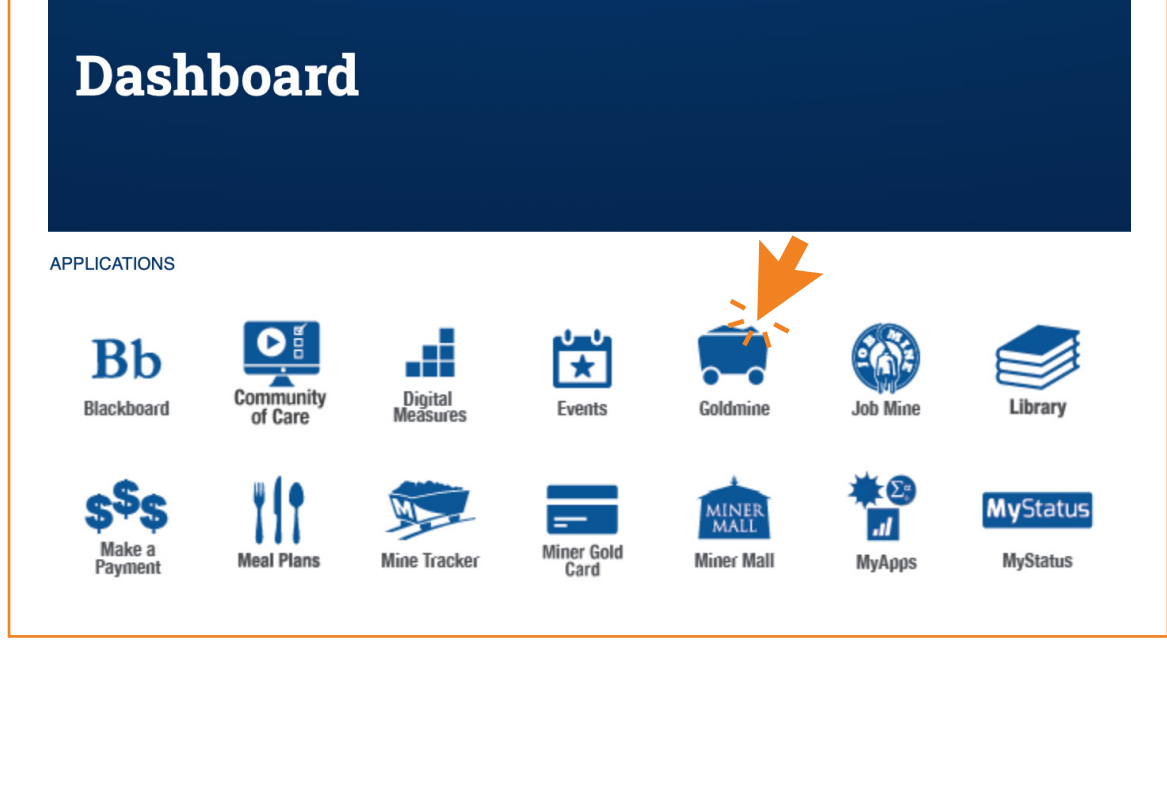 Dashboard
APPLICATIONS
Bb
Blackboard
Community
of Care
Digital
Measures
Events
Goldmine
JOB MINE
Job Mine
Library
$$$
Make a
Payment
Meal Plans
M
Mine Tracker
Miner Gold
Card
MINER
MALL
Miner Mall
Σα
MyApps
MyStatus
MyStatus